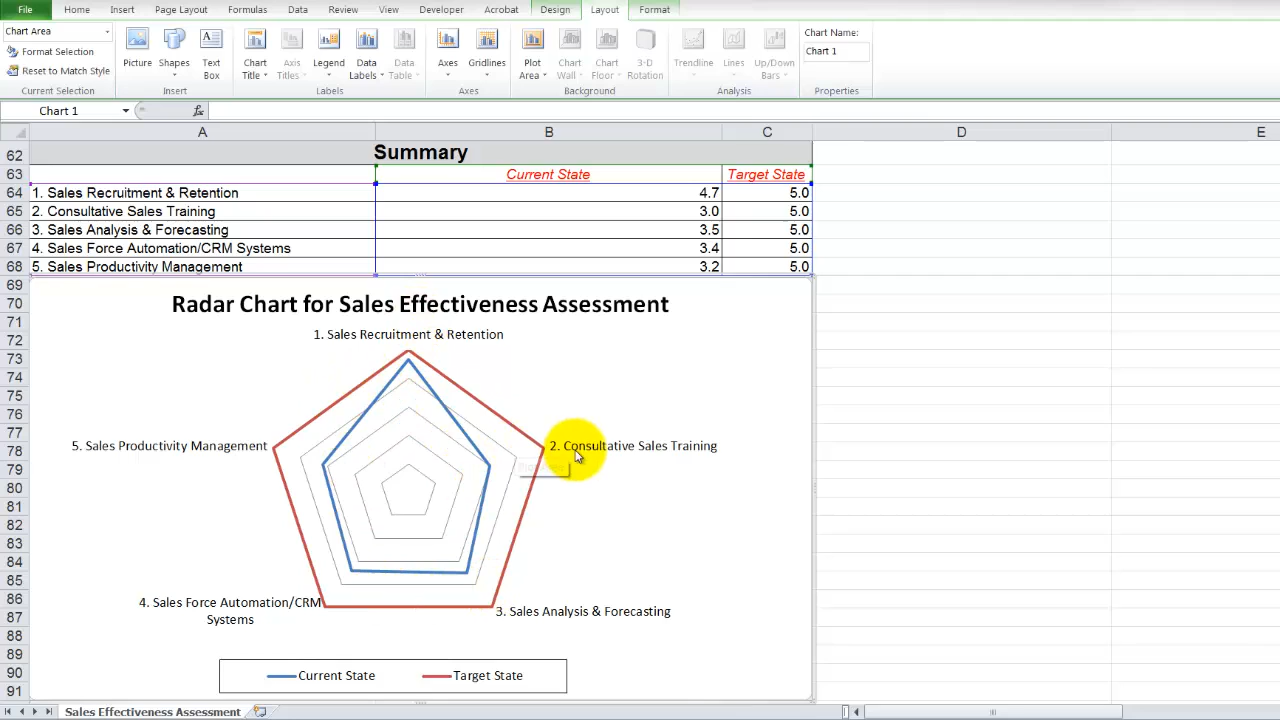 File Home Insert Page Layout Formulas Data Review View Developer Acrobat Design Layout Format
Chart Area
Format Selection
Reset to Match Style
Current Selection
Picture Shapes Text Box
Insert
Chart Title Axis Titles Legend Data Labels Data Table
Labels
Axes Gridlines
Axes
Plot Area Chart Wall Chart Floor 3-D Rotation
Background
Trendline Lines Up/Down Bars
Analysis
Chart Name:
Chart 1
Properties
Chart 1 fx
A B C D E
62 Summary
63 Current State Target State
64 1. Sales Recruitment & Retention 4.7 5.0
65 2. Consultative Sales Training 3.0 5.0
66 3. Sales Analysis & Forecasting 3.5 5.0
67 4. Sales Force Automation/CRM Systems 3.4 5.0
68 5. Sales Productivity Management 3.2 5.0
69
70
71
72
73
74
75
76
77
78
79
80
81
82
83
84
85
86
87
88
89
90
91
Radar Chart for Sales Effectiveness Assessment
1. Sales Recruitment & Retention
5. Sales Productivity Management
2. Consultative Sales Training
4. Sales Force Automation/CRM
Systems
3. Sales Analysis & Forecasting
Current State Target State
Sales Effectiveness Assessment